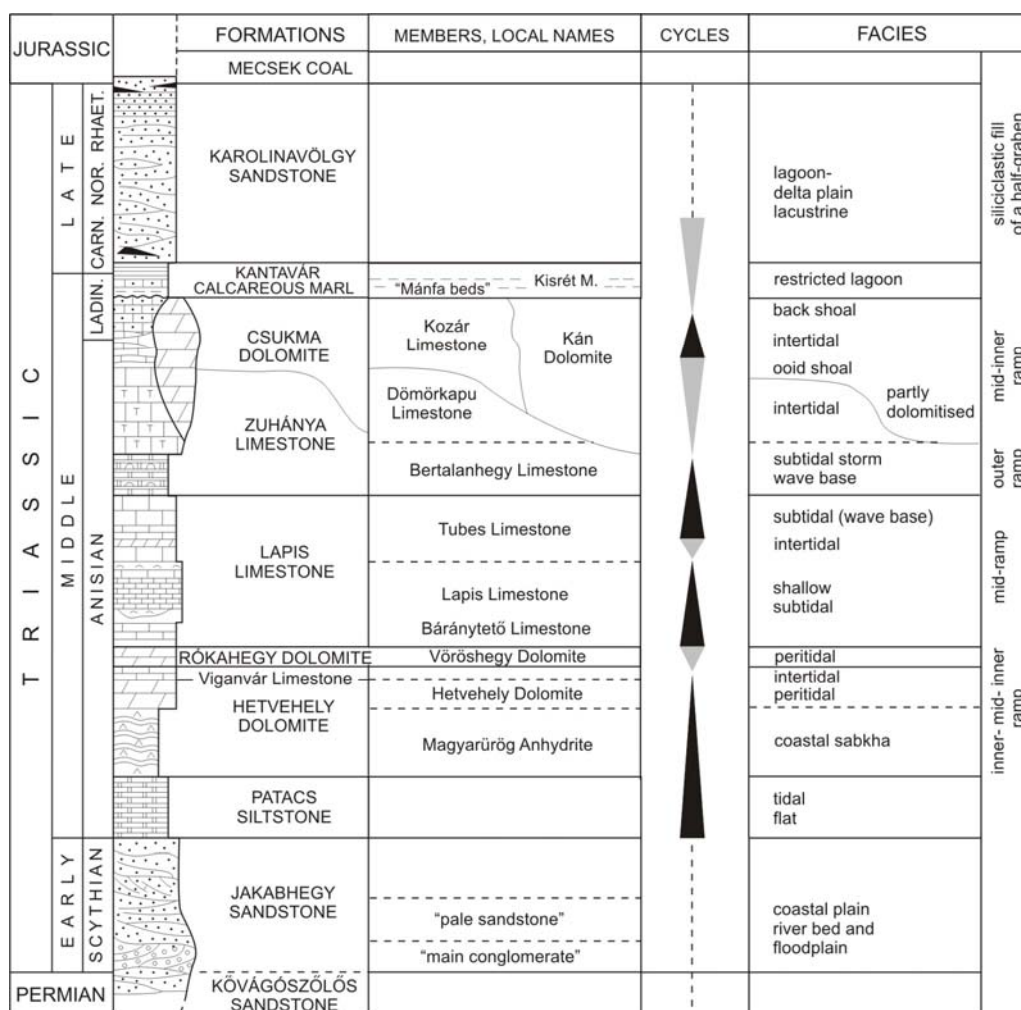 JURASSIC
FORMATIONS
MEMBERS, LOCAL NAMES
CYCLES
FACIES
MECSEK COAL
TRIASSIC
LATE
RHAET.
NOR.
CARN.
KAROLINAVÖLGY
SANDSTONE
lagoon-
delta plain
lacustrine
siliciclastic fill
of a half-graben
MIDDLE
LADIN.
KANTAVÁR
CALCAREOUS MARL
"Mánfa beds"
Kisrét M.
restricted lagoon
CSUKMA
DOLOMITE
Kozár
Limestone
Kán
Dolomite
back shoal
intertidal
ooid shoal
mid-inner
ramp
ANISIAN
ZUHÁNYA
LIMESTONE
Dömörkapu
Limestone
intertidal
partly
dolomitised
Bertalanhegy Limestone
subtidal storm
wave base
outer
ramp
LAPIS
LIMESTONE
Tubes Limestone
subtidal (wave base)
intertidal
mid-ramp
Lapis Limestone
Báránytető Limestone
shallow
subtidal
RÓKAHEGY DOLOMITE
Vöröshegy Dolomite
peritidal
Viganvár Limestone
intertidal
HETVEHELY
DOLOMITE
Hetvehely Dolomite
peritidal
inner- mid- inner
ramp
Magyarürög Anhydrite
coastal sabkha
PATACS
SILTSTONE
tidal
flat
EARLY
SCYTHIAN
JAKABHEGY
SANDSTONE
"pale sandstone"
"main conglomerate"
coastal plain
river bed and
floodplain
PERMIAN
KŐVÁGÓSZŐLŐS
SANDSTONE